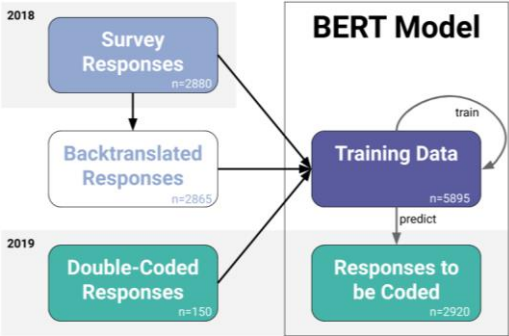 2018
BERT Model
Survey
Responses
n=2880
train
Backtranslated
Responses
n=2865
Training Data
n=5895
predict
2019
Double-Coded
Responses
n=150
Responses to
be Coded
n=2920